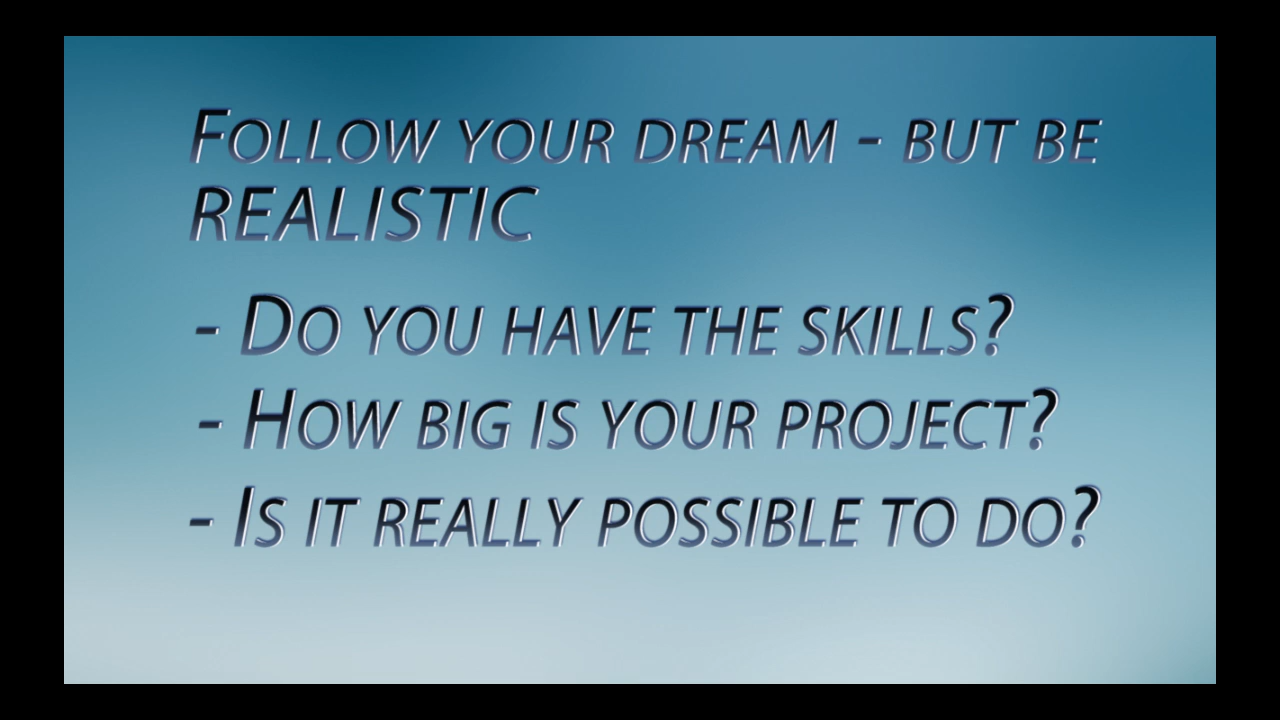 Follow your dream - but be
realistic
- Do you have the skills?
- How big is your project?
- Is it really possible to do?